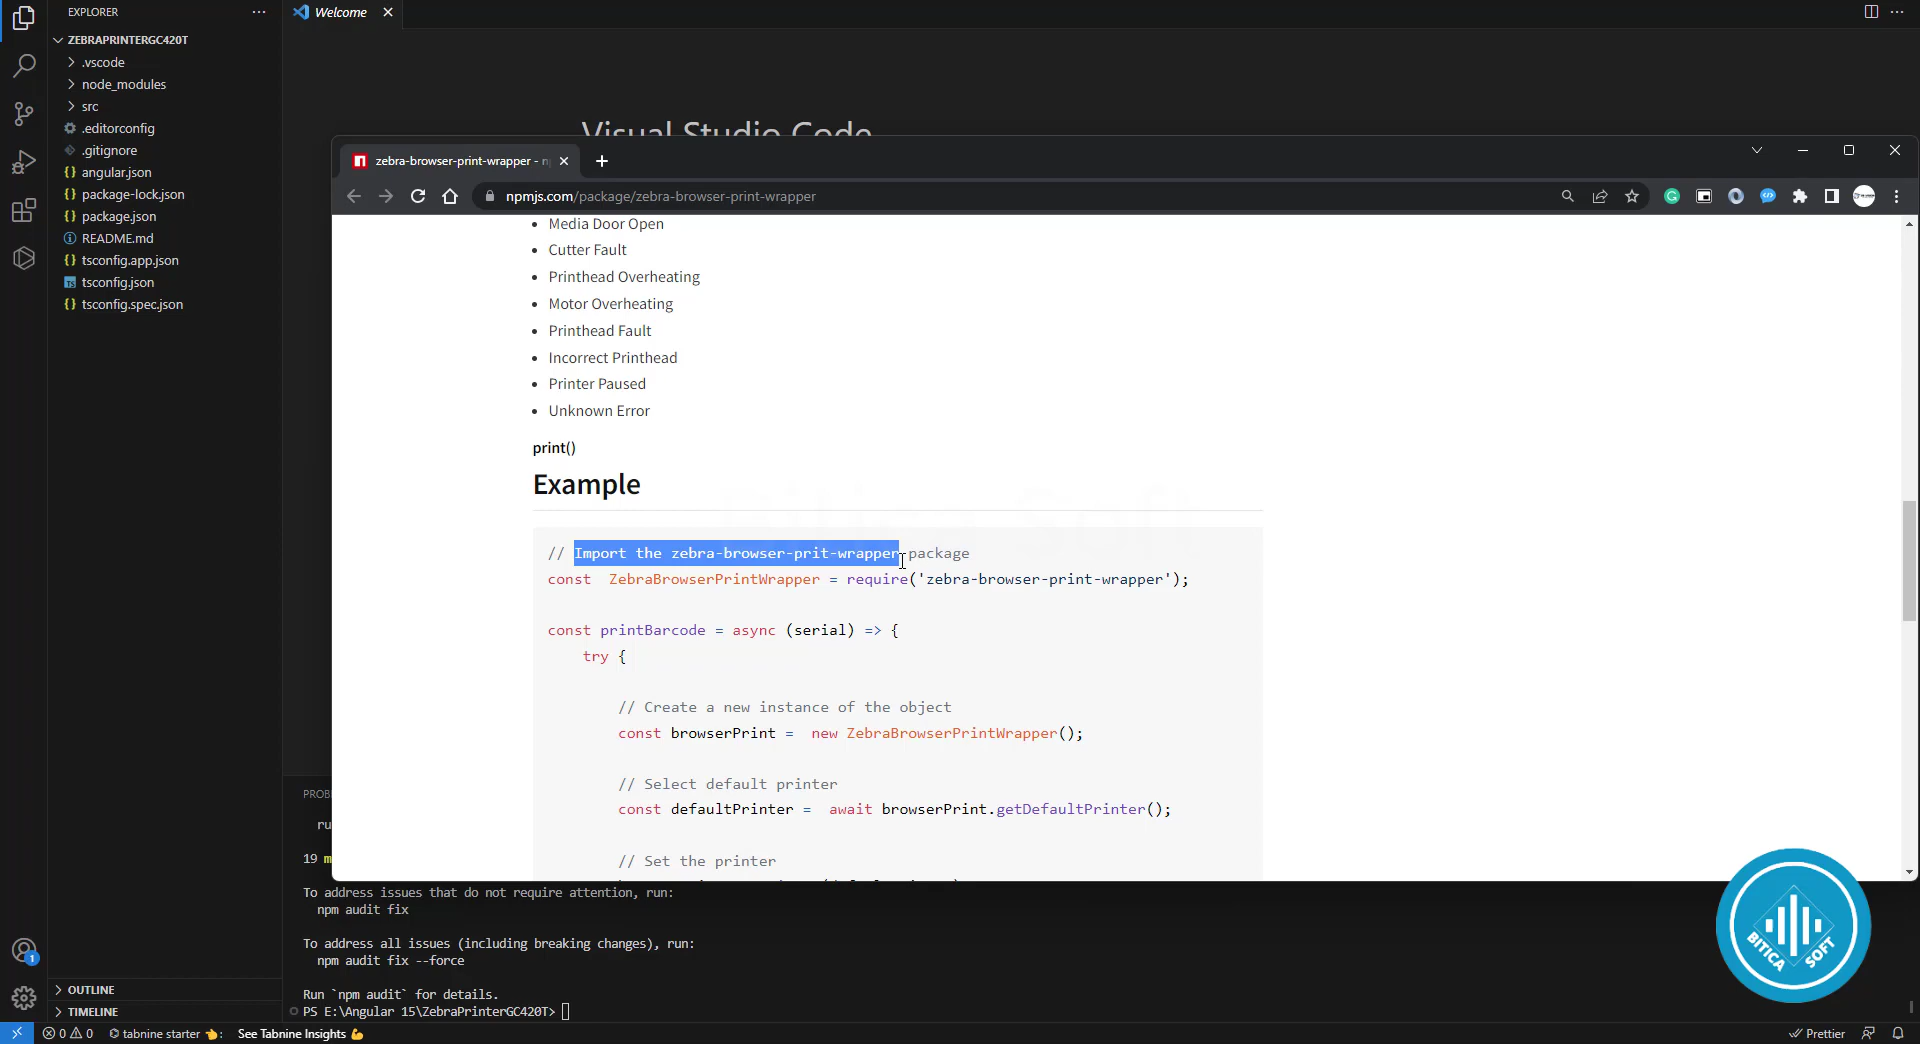 EXPLORER
Welcome
ZEBRAPRINTERGC420T
.vscode
node_modules
src
.editorconfig
.gitignore
angular.json
package-lock.json
package.json
README.md
tsconfig.app.json
tsconfig.json
tsconfig.spec.json
Visual Studio Code
zebra-browser-print-wrapper - n
npmjs.com/package/zebra-browser-print-wrapper
• Media Door Open
• Cutter Fault
• Printhead Overheating
• Motor Overheating
• Printhead Fault
• Incorrect Printhead
• Printer Paused
• Unknown Error
print()
Example
// Import the zebra-browser-prit-wrapper package
const  ZebraBrowserPrintWrapper = require('zebra-browser-print-wrapper');
const printBarcode = async (serial) => {
try {
// Create a new instance of the object
const browserPrint =  new ZebraBrowserPrintWrapper();
// Select default printer
const defaultPrinter =  await browserPrint.getDefaultPrinter();
// Set the printer
PROB
ru
19 m
To address issues that do not require attention, run:
npm audit fix
To address all issues (including breaking changes), run:
npm audit fix --force
Run `npm audit` for details.
PS E:\Angular 15\ZebraPrinterGC420T>
OUTLINE
TIMELINE
1
0 0
tabnine starter 👈:
See Tabnine Insights 💪
Prettier
BITICA SOFT